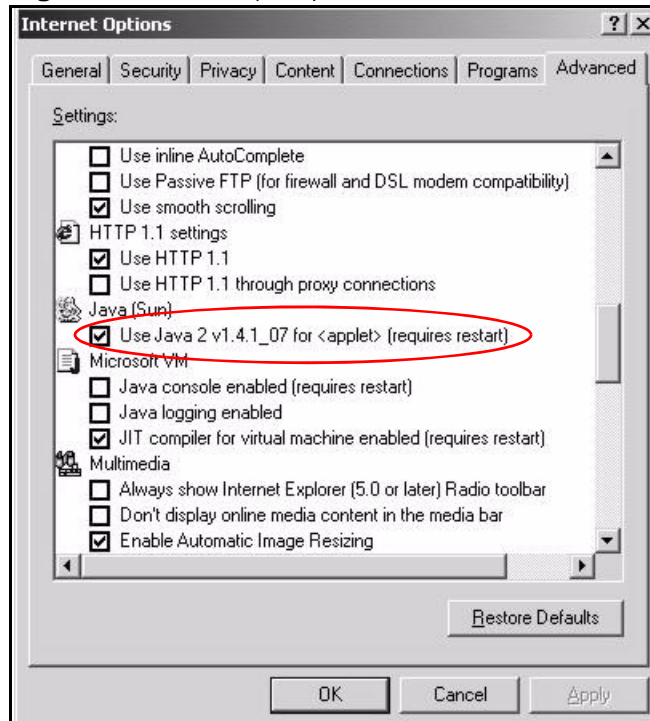 Internet Options
General Security Privacy Content Connections Programs Advanced
Settings:
Use inline AutoComplete
Use Passive FTP (for firewall and DSL modem compatibility)
Use smooth scrolling
HTTP 1.1 settings
Use HTTP 1.1
Use HTTP 1.1 through proxy connections
Java (Sun)
Use Java 2 v1.4.1_07 for <applet> (requires restart)
Microsoft VM
Java console enabled (requires restart)
Java logging enabled
JIT compiler for virtual machine enabled (requires restart)
Multimedia
Always show Internet Explorer (5.0 or later) Radio toolbar
Don't display online media content in the media bar
Enable Automatic Image Resizing
Restore Defaults
OK Cancel Apply